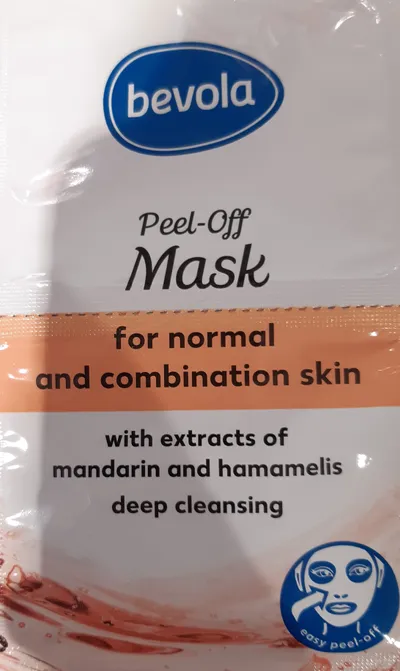 bevola
Peel-Off
Mask
for normal
and combination skin
with extracts of
mandarin and hamamelis
deep cleansing
easy peel-off